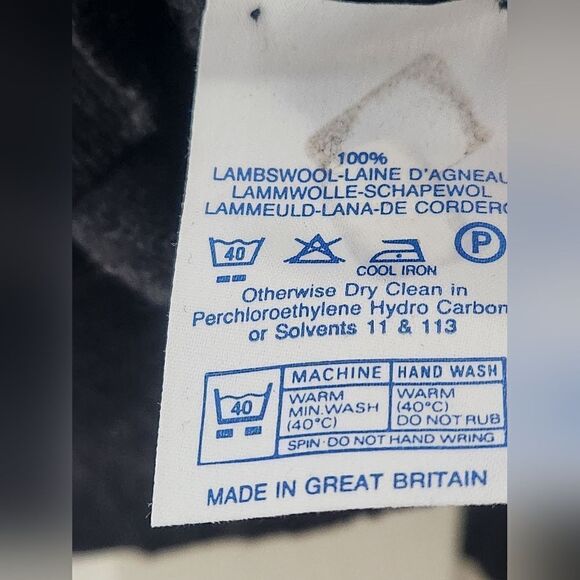 100%
LAMBSWOOL-LAINE D'AGNEAU
LAMMWOLLE-SCHAPEWOL
LAMMEULD-LANA-DE CORDERO
40 P
COOL IRON
Otherwise Dry Clean in
Perchloroethylene Hydro Carbon
or Solvents 11 & 113
40
MACHINE HAND WASH
WARM WARM
MIN.WASH (40°C)
(40°C) DO NOT RUB
SPIN·DO NOT HAND WRING
MADE IN GREAT BRITAIN